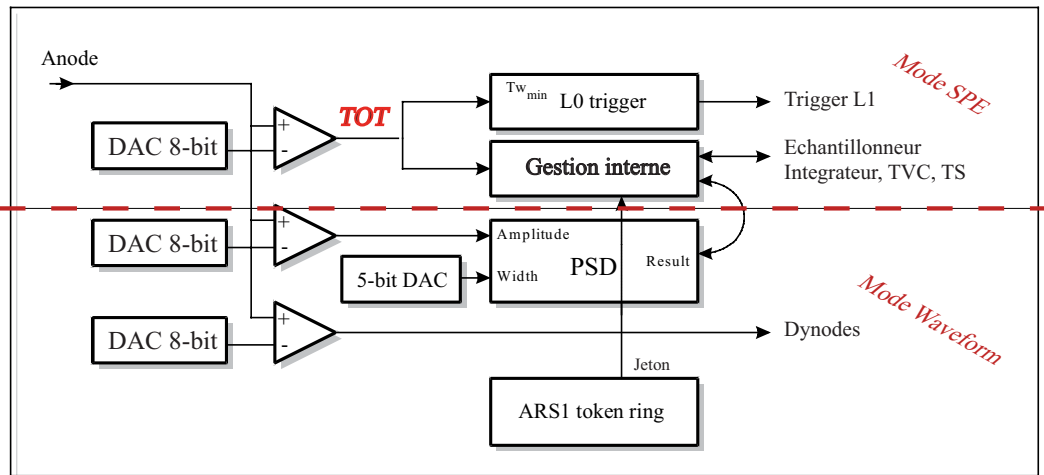 Anode
Mode SPE
TOT
Tw min L0 trigger
Trigger L1
+
-
DAC 8-bit
Gestion interne
Echantillonneur
Integrateur, TVC, TS
+
-
DAC 8-bit
Amplitude
PSD
Result
Width
5-bit DAC
Mode Waveform
+
-
DAC 8-bit
Dynodes
Jeton
ARS1 token ring